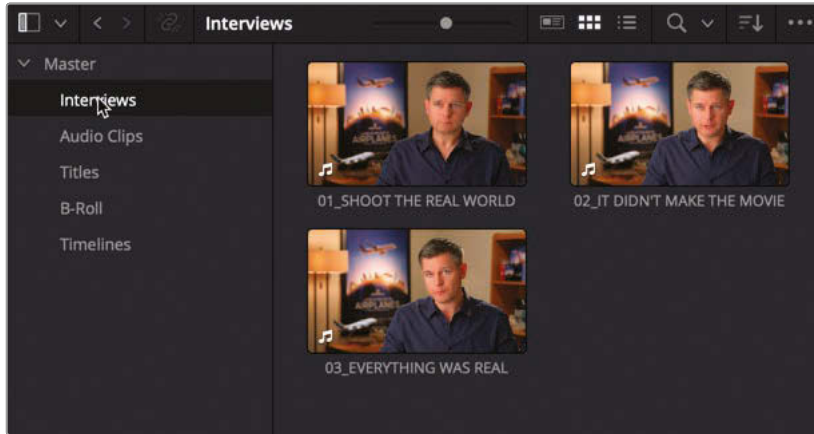 Interviews
Master
Interviews
Audio Clips
Titles
B-Roll
Timelines
01_SHOOT THE REAL WORLD
02_IT DIDN'T MAKE THE MOVIE
03_EVERYTHING WAS REAL